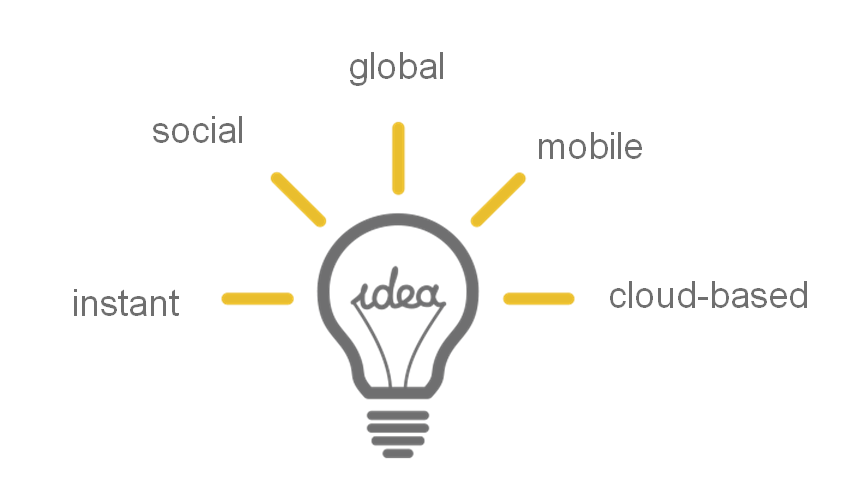 global
social
mobile
idea
instant
cloud-based